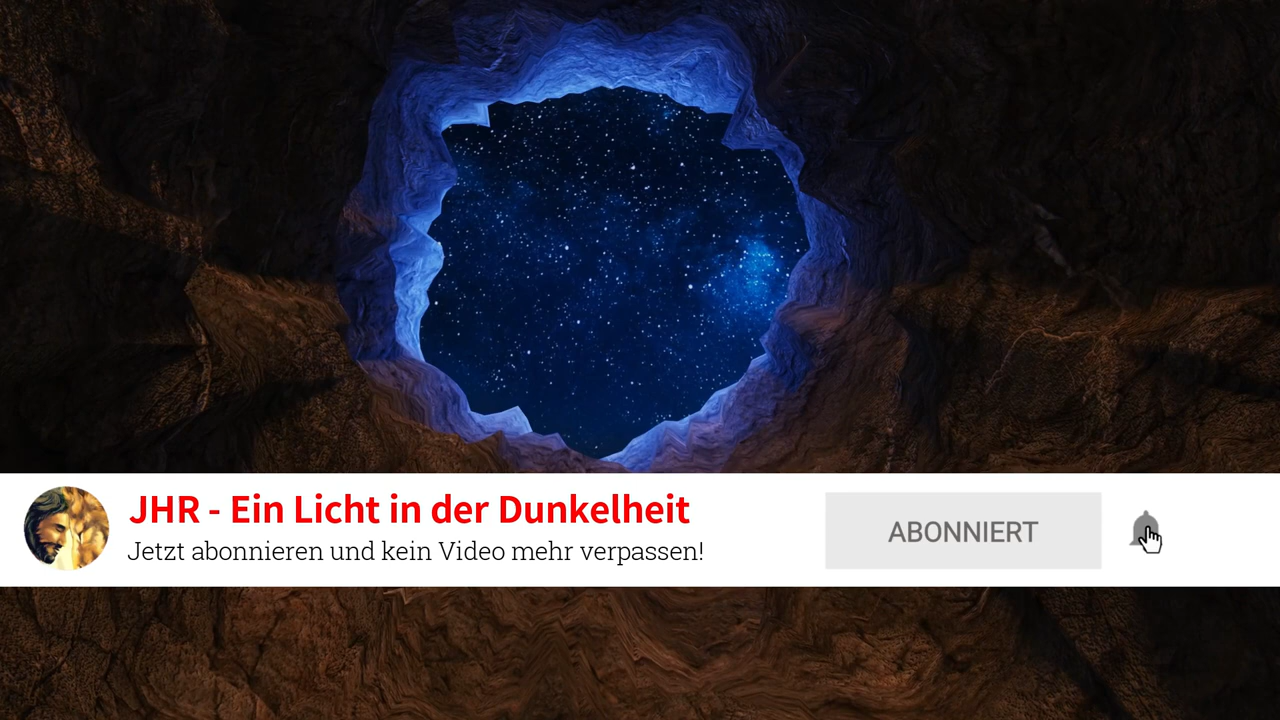 JHR - Ein Licht in der Dunkelheit
Jetzt abonnieren und kein Video mehr verpassen!
ABONNIERT